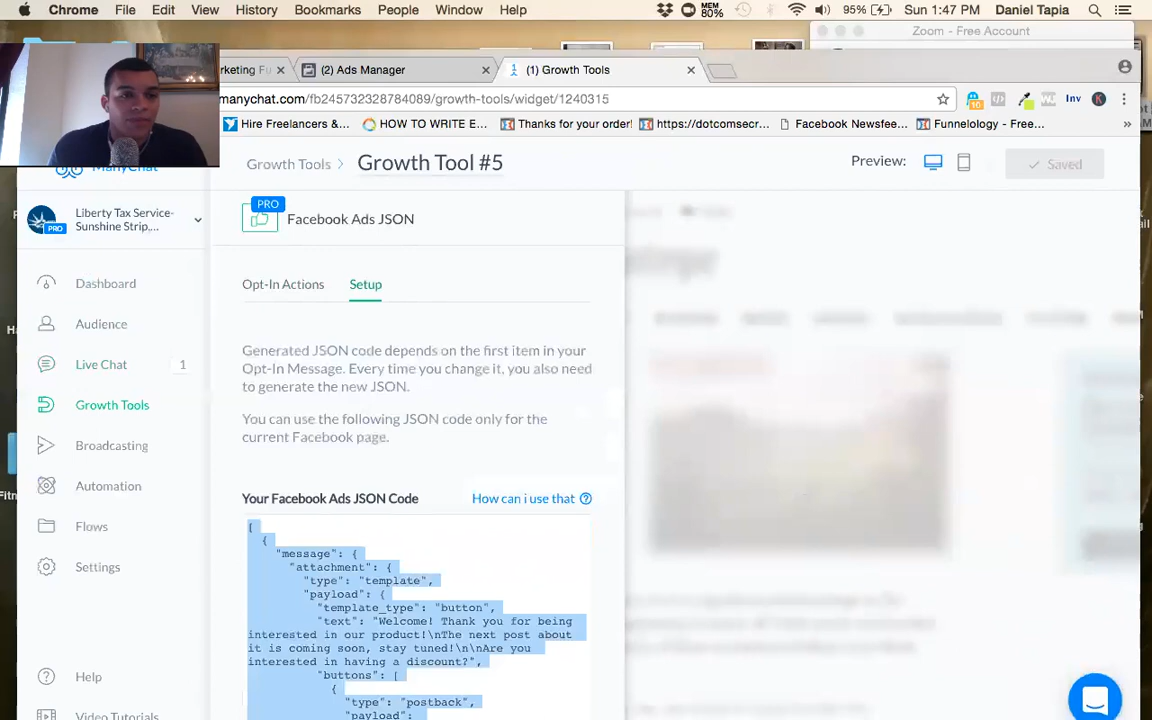 Chrome File Edit View History Bookmarks People Window Help MEM 80% 95% Sun 1:47 PM Daniel Tapia
Zoom - Free Account
arketing Fu (2) Ads Manager (1) Growth Tools
manychat.com/fb245732328784089/growth-tools/widget/1240315 10 Inv K
Hire Freelancers &... HOW TO WRITE E... Thanks for your order! https://dotcomsecr... Facebook Newsfee... Funnelology - Free... »
ManyChat
Growth Tools > Growth Tool #5 Preview: Saved
Liberty Tax Service-
Sunshine Strip,...
PRO
PRO
Facebook Ads JSON
Dashboard
Audience
Live Chat 1
Growth Tools
Broadcasting
Automation
Flows
Settings
Help
Video Tutorials
Opt-In Actions Setup
Generated JSON code depends on the first item in your
Opt-In Message. Every time you change it, you also need
to generate the new JSON.
You can use the following JSON code only for the
current Facebook page.
Your Facebook Ads JSON Code How can i use that ?
[
{
"message": {
"attachment": {
"type": "template",
"payload": {
"template_type": "button",
"text": "Welcome! Thank you for being
interested in our product!\nThe next post about
it is coming soon, stay tuned!\n\nAre you
interested in having a discount?",
"buttons": [
{
"type": "postback",
"payload":